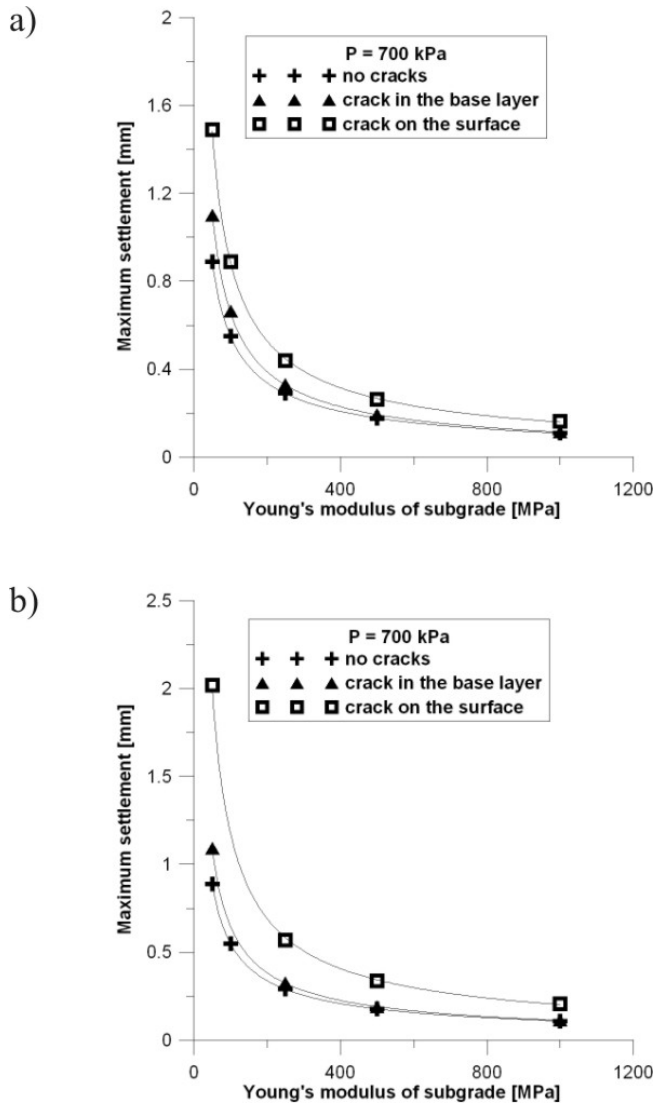 a)
2
P = 700 kPa
no cracks
crack in the base layer
crack on the surface
1.6
1.2
0.8
0.4
0
Maximum settlement [mm]
0 400 800 1200
Young's modulus of subgrade [MPa]
b)
2.5
P = 700 kPa
no cracks
crack in the base layer
crack on the surface
2
1.5
1
0.5
0
Maximum settlement [mm]
0 400 800 1200
Young's modulus of subgrade [MPa]